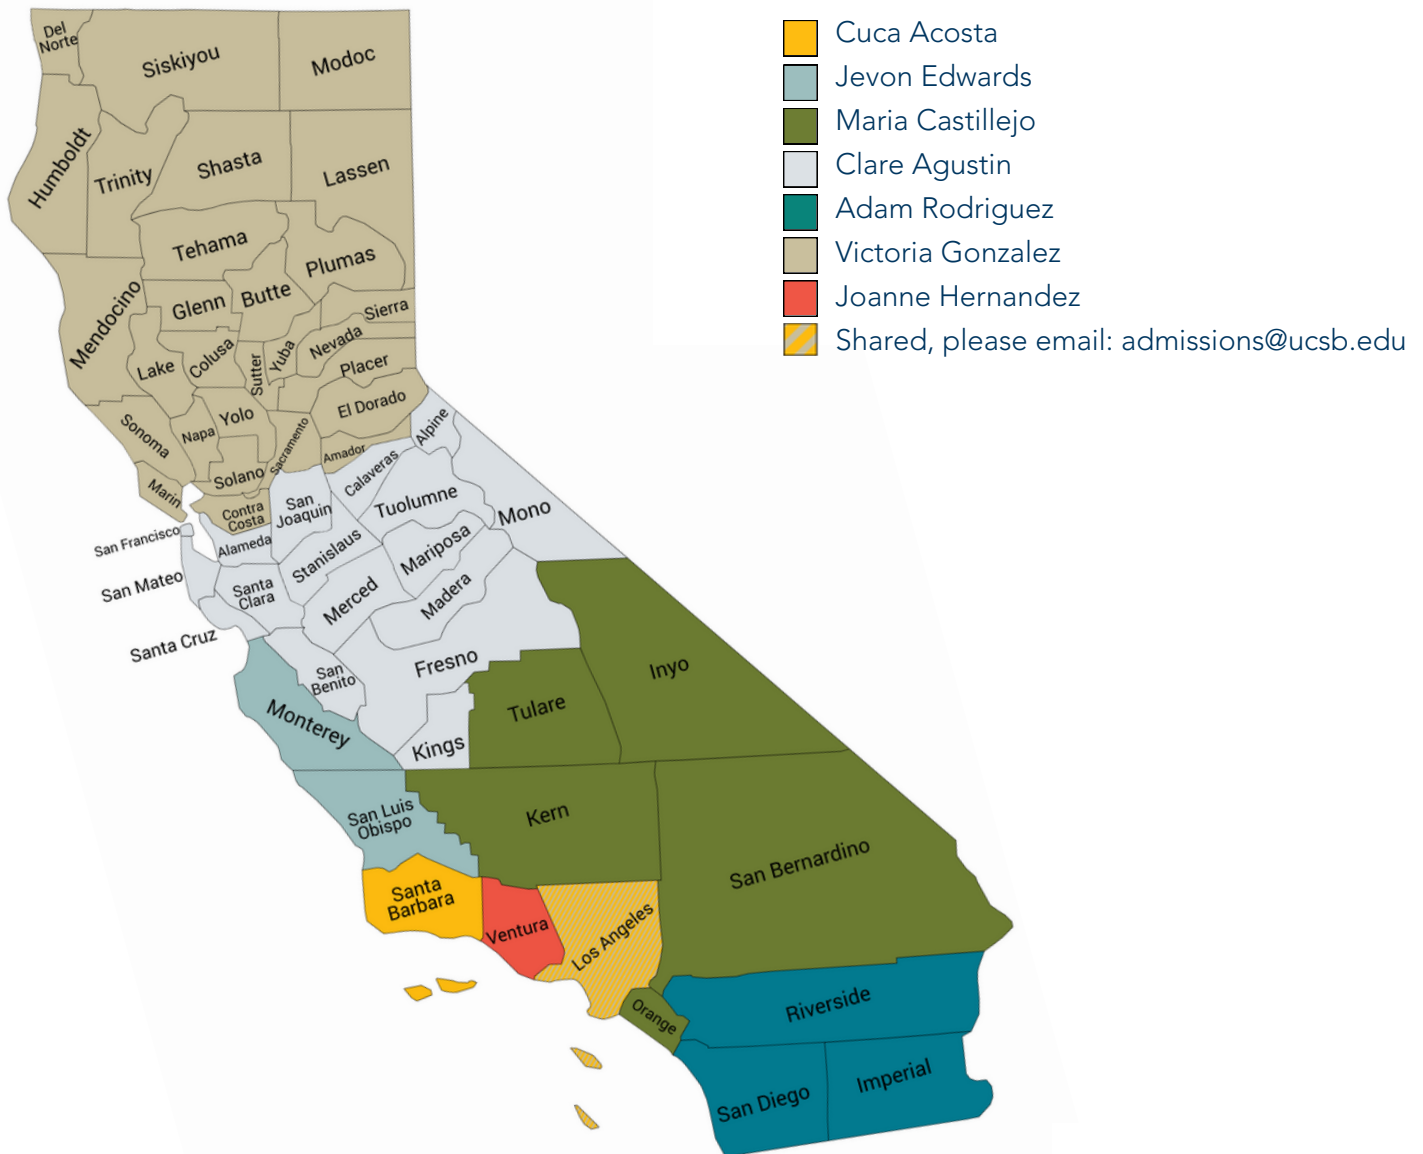 Cuca Acosta
Jevon Edwards
Maria Castillejo
Clare Agustin
Adam Rodriguez
Victoria Gonzalez
Joanne Hernandez
Shared, please email: admissions@ucsb.edu
Del
Norte
Siskiyou
Modoc
Humboldt
Trinity
Shasta
Lassen
Tehama
Plumas
Mendocino
Glenn
Butte
Sierra
Lake
Colusa
Sutter
Yuba
Nevada
Placer
El Dorado
Sonoma
Napa
Yolo
Sacramento
Amador
Alpine
Solano
Marin
Contra
Costa
San
Joaquin
Calaveras
Tuolumne
Mono
San Francisco
Alameda
Stanislaus
Mariposa
San Mateo
Santa
Clara
Merced
Madera
Santa Cruz
San
Benito
Fresno
Inyo
Monterey
Kings
Tulare
San Luis
Obispo
Kern
San Bernardino
Santa
Barbara
Ventura
Los Angeles
Orange
Riverside
San Diego
Imperial